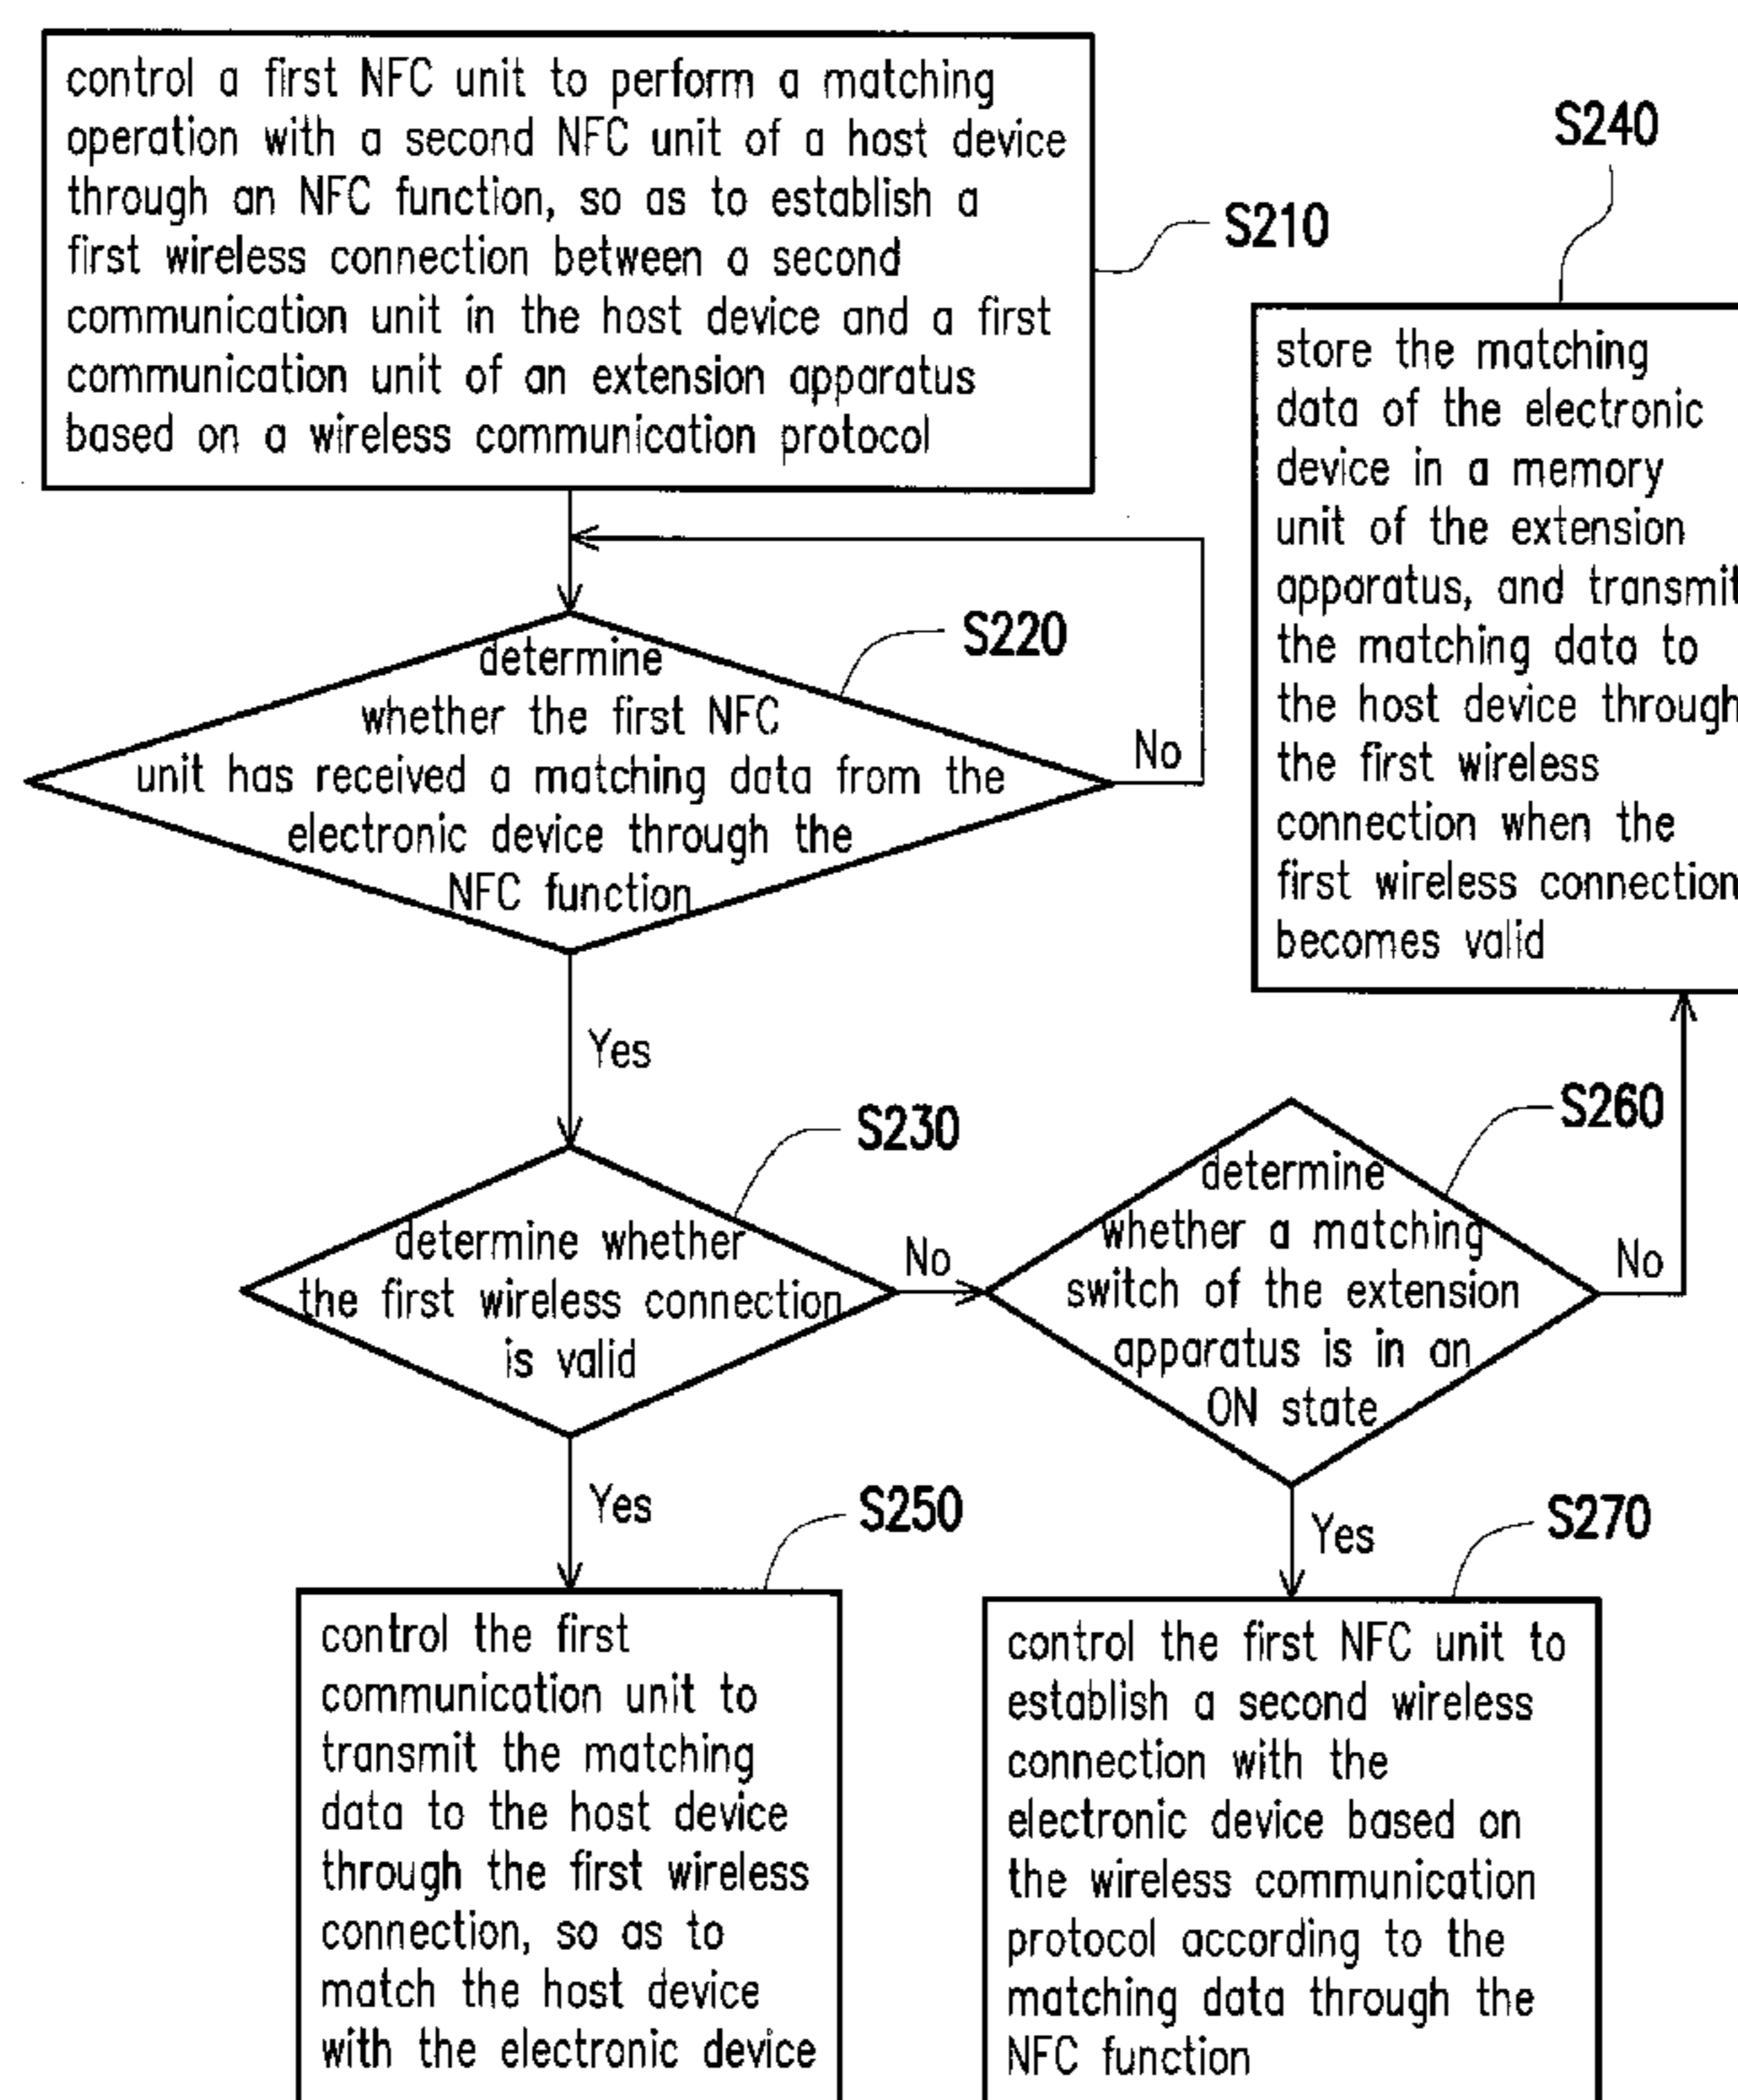 control a first NFC unit to perform a matching
operation with a second NFC unit of a host device
through an NFC function, so as to establish a
first wireless connection between a second
communication unit in the host device and a first
communication unit of an extension apparatus
based on a wireless communication protocol
S210
S240
store the matching
data of the electronic
device in a memory
unit of the extension
apparatus, and transmit
the matching data to
the host device through
the first wireless
connection when the
first wireless connection
becomes valid
S220
determine
whether the first NFC
unit has received a matching data from the
electronic device through the
NFC function
No
Yes
S230
determine whether
the first wireless connection
is valid
No
S260
determine
whether a matching
switch of the extension
apparatus is in an
ON state
No
Yes
S250
control the first
communication unit to
transmit the matching
data to the host device
through the first wireless
connection, so as to
match the host device
with the electronic device
Yes
S270
control the first NFC unit to
establish a second wireless
connection with the
electronic device based on
the wireless communication
protocol according to the
matching data through the
NFC function